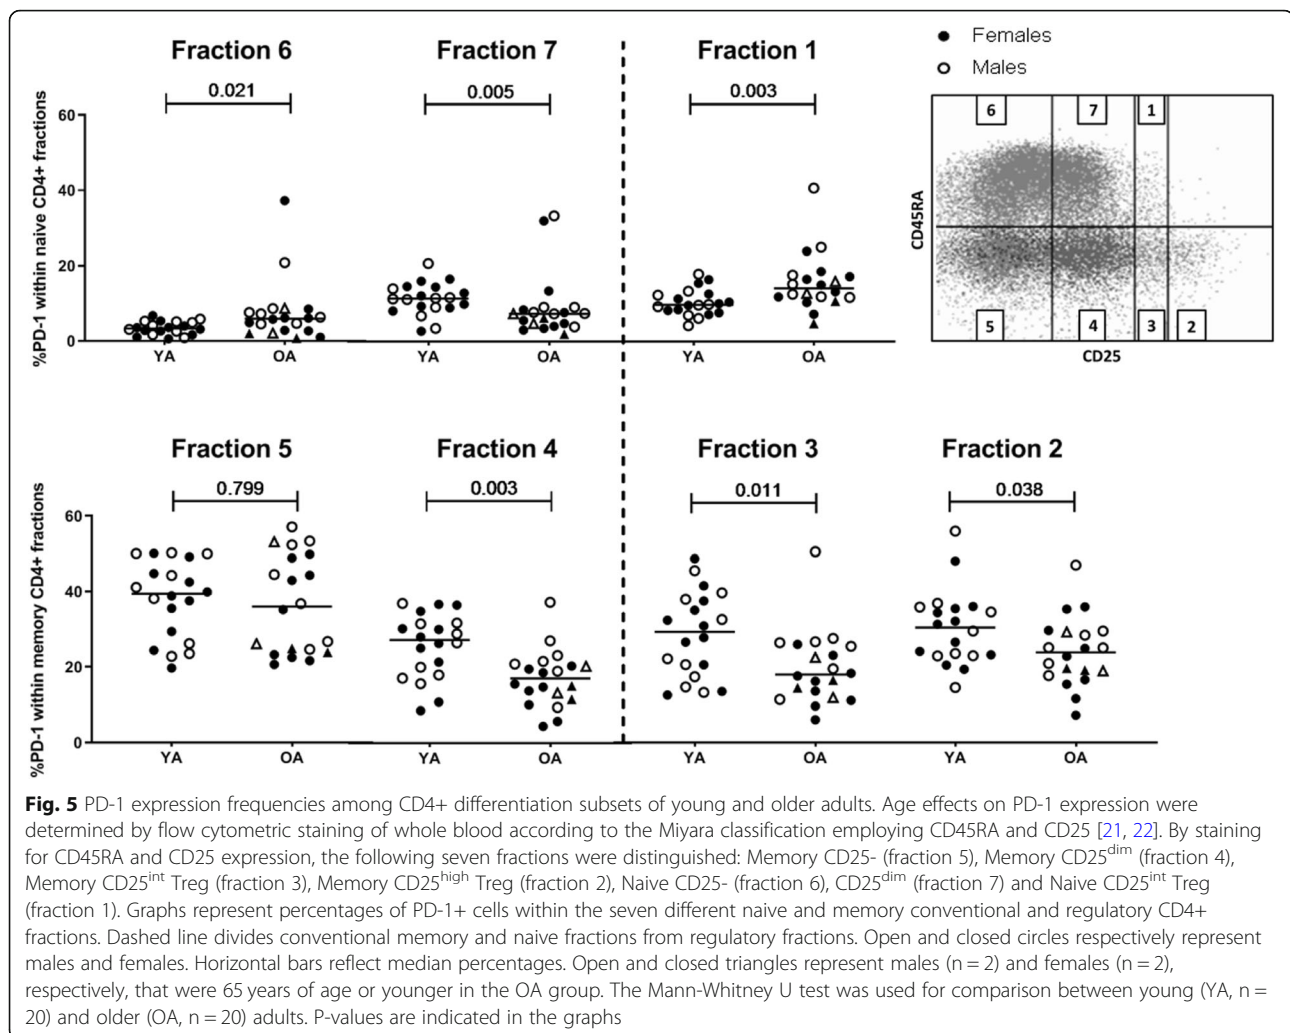 Fraction 6
Fraction 7
Fraction 1
Females
Males
0.021
0.005
0.003
%PD-1 within naive CD4+ fractions
60
40
20
0
YA
OA
YA
OA
YA
OA
CD45RA
6
7
1
5
4
3
2
CD25
Fraction 5
Fraction 4
Fraction 3
Fraction 2
0.799
0.003
0.011
0.038
%PD-1 within memory CD4+ fractions
60
40
20
0
YA
OA
YA
OA
YA
OA
YA
OA
Fig. 5 PD-1 expression frequencies among CD4+ differentiation subsets of young and older adults. Age effects on PD-1 expression were
determined by flow cytometric staining of whole blood according to the Miyara classification employing CD45RA and CD25 [21, 22]. By staining
for CD45RA and CD25 expression, the following seven fractions were distinguished: Memory CD25- (fraction 5), Memory CD25dim (fraction 4),
Memory CD25int Treg (fraction 3), Memory CD25high Treg (fraction 2), Naive CD25- (fraction 6), CD25dim (fraction 7) and Naive CD25int Treg
(fraction 1). Graphs represent percentages of PD-1+ cells within the seven different naive and memory conventional and regulatory CD4+
fractions. Dashed line divides conventional memory and naive fractions from regulatory fractions. Open and closed circles respectively represent
males and females. Horizontal bars reflect median percentages. Open and closed triangles represent males (n = 2) and females (n = 2),
respectively, that were 65 years of age or younger in the OA group. The Mann-Whitney U test was used for comparison between young (YA, n =
20) and older (OA, n = 20) adults. P-values are indicated in the graphs